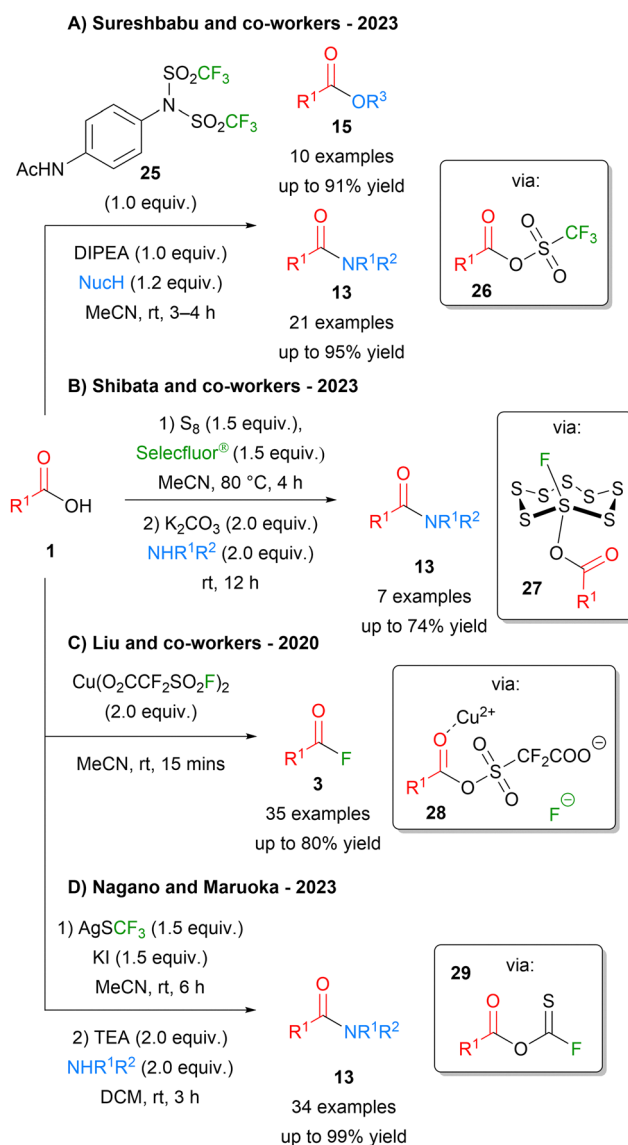 A) Sureshbabu and co-workers - 2023
SO₂CF₃
N
SO₂CF₃
AcHN
25
(1.0 equiv.)
DIPEA (1.0 equiv.)
NucH (1.2 equiv.)
MeCN, rt, 3–4 h
O
R¹
OR³
15
10 examples
up to 91% yield
O
R¹
NR¹R²
13
21 examples
up to 95% yield
via:
O
O
R¹
O
S
CF₃
O
26
B) Shibata and co-workers - 2023
O
R¹
OH
1
1) S₈ (1.5 equiv.),
Selecfluor® (1.5 equiv.)
MeCN, 80 °C, 4 h
2) K₂CO₃ (2.0 equiv.)
NHR¹R² (2.0 equiv.)
rt, 12 h
O
R¹
NR¹R²
13
7 examples
up to 74% yield
via:
F
S
S
S
S
S
S
S
S
O
O
R¹
27
C) Liu and co-workers - 2020
Cu(O₂CCF₂SO₂F)₂
(2.0 equiv.)
MeCN, rt, 15 mins
O
R¹
F
3
35 examples
up to 80% yield
via:
Cu²⁺
O
O
R¹
O
S
CF₂COO⊖
O
28
F⊖
D) Nagano and Maruoka - 2023
1) AgSCF₃ (1.5 equiv.)
KI (1.5 equiv.)
MeCN, rt, 6 h
2) TEA (2.0 equiv.)
NHR¹R² (2.0 equiv.)
DCM, rt, 3 h
O
R¹
NR¹R²
13
34 examples
up to 99% yield
29
via:
O
S
R¹
O
F